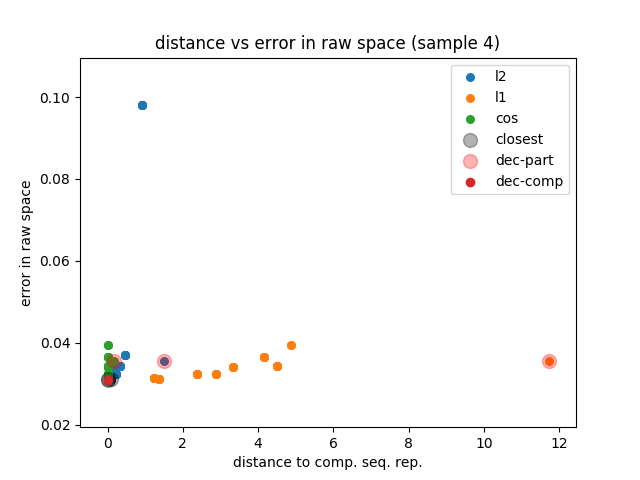 distance vs error in raw space (sample 4)
l2
l1
cos
closest
dec-part
dec-comp
error in raw space
0.10
0.08
0.06
0.04
0.02
0
2
4
6
8
10
12
distance to comp. seq. rep.